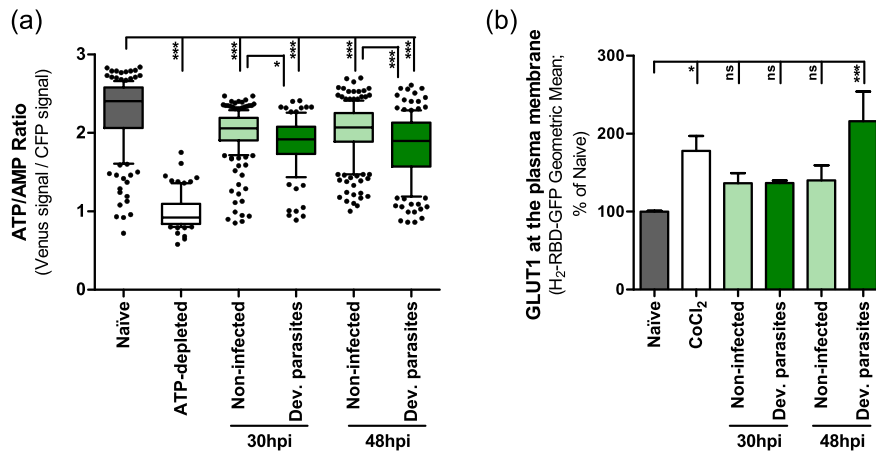 (a)
ATP/AMP Ratio
(Venus signal / CFP signal)
3
2
1
0
***
***
*
***
***
***
***
Naïve
ATP-depleted
Non-infected
Dev. parasites
Non-infected
Dev. parasites
30hpi
48hpi
(b)
GLUT1 at the plasma membrane
(H₂-RBD-GFP Geometric Mean;
% of Naive)
300
200
100
0
*
ns
ns
ns
***
Naïve
CoCl₂
Non-infected
Dev. parasites
Non-infected
Dev. parasites
30hpi
48hpi